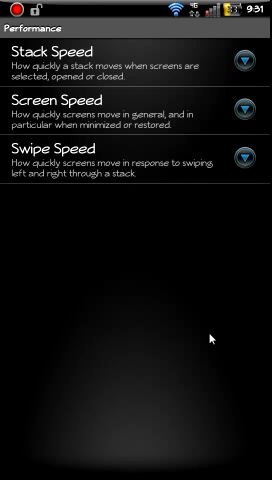 4G 9:31
Performance
Stack Speed
How quickly a stack moves when screens are
selected, opened or closed.
Screen Speed
How quickly screens move in general, and in
particular when minimized or restored.
Swipe Speed
How quickly screens move in response to swiping
left and right through a stack.